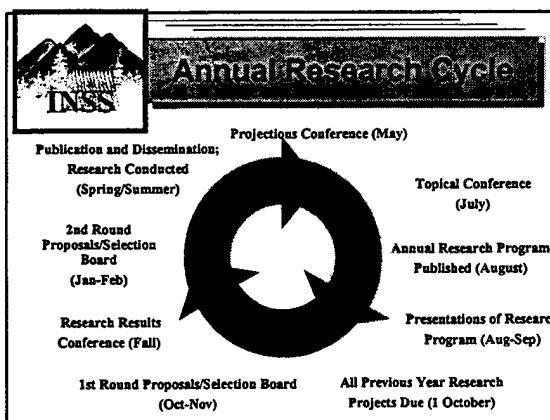 INSS
Annual Research Cycle
Projections Conference (May)
Publication and Dissemination;
Research Conducted
(Spring/Summer)
Topical Conference
(July)
2nd Round
Proposals/Selection
Board
(Jan-Feb)
Annual Research Program
Published (August)
Research Results
Conference (Fall)
Presentations of Resear
Program (Aug-Sep)
1st Round Proposals/Selection Board
(Oct-Nov)
All Previous Year Research
Projects Due (1 October)